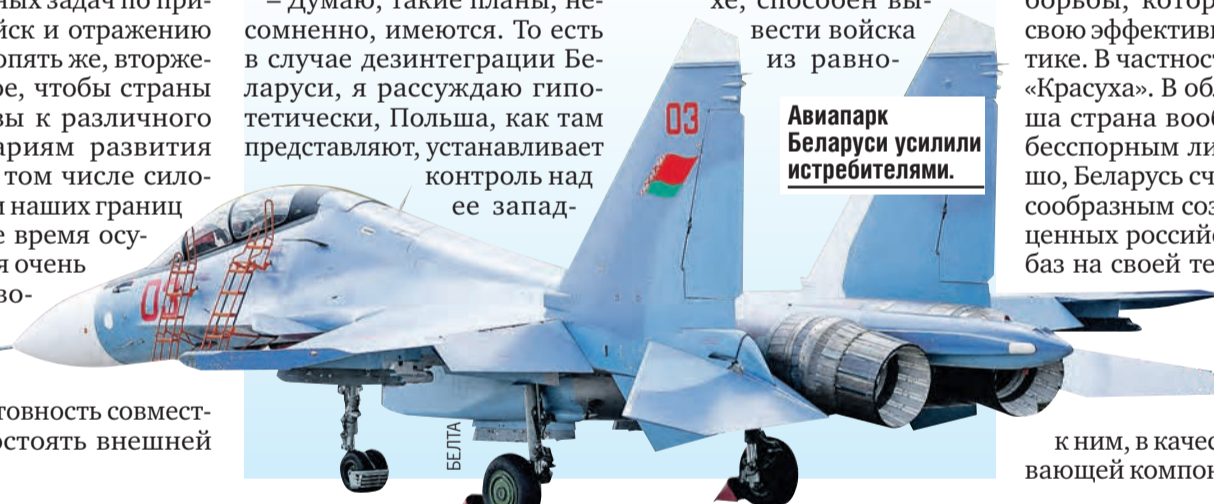 ных задач по при-
йск и отражению
опять же, вторже-
ое, чтобы страны
вы к различного
ариям развития
том числе сило-
и наших границ
е время осу-
я очень
во-
товность совмест-
остоять внешней
– Думаю, такие планы, не-
сомненно, имеются. То есть
в случае дезинтеграции Бе-
ларуси, я рассуждаю гипо-
тетически, Польша, как там
представляют, устанавливает
контроль над
ее запад-
хе, способен вы-
вести войска
из равно-
03
Авиапарк
Беларуси усилили
истребителями.
03
БЕЛТА
борьбы, котор
свою эффективн
тике. В частност
«Красуха». В об
ша страна вооб
бесспорным ли
шо, Беларусь сч
сообразным соз
ценных российс
баз на своей те
к ним, в качес
вающей компон